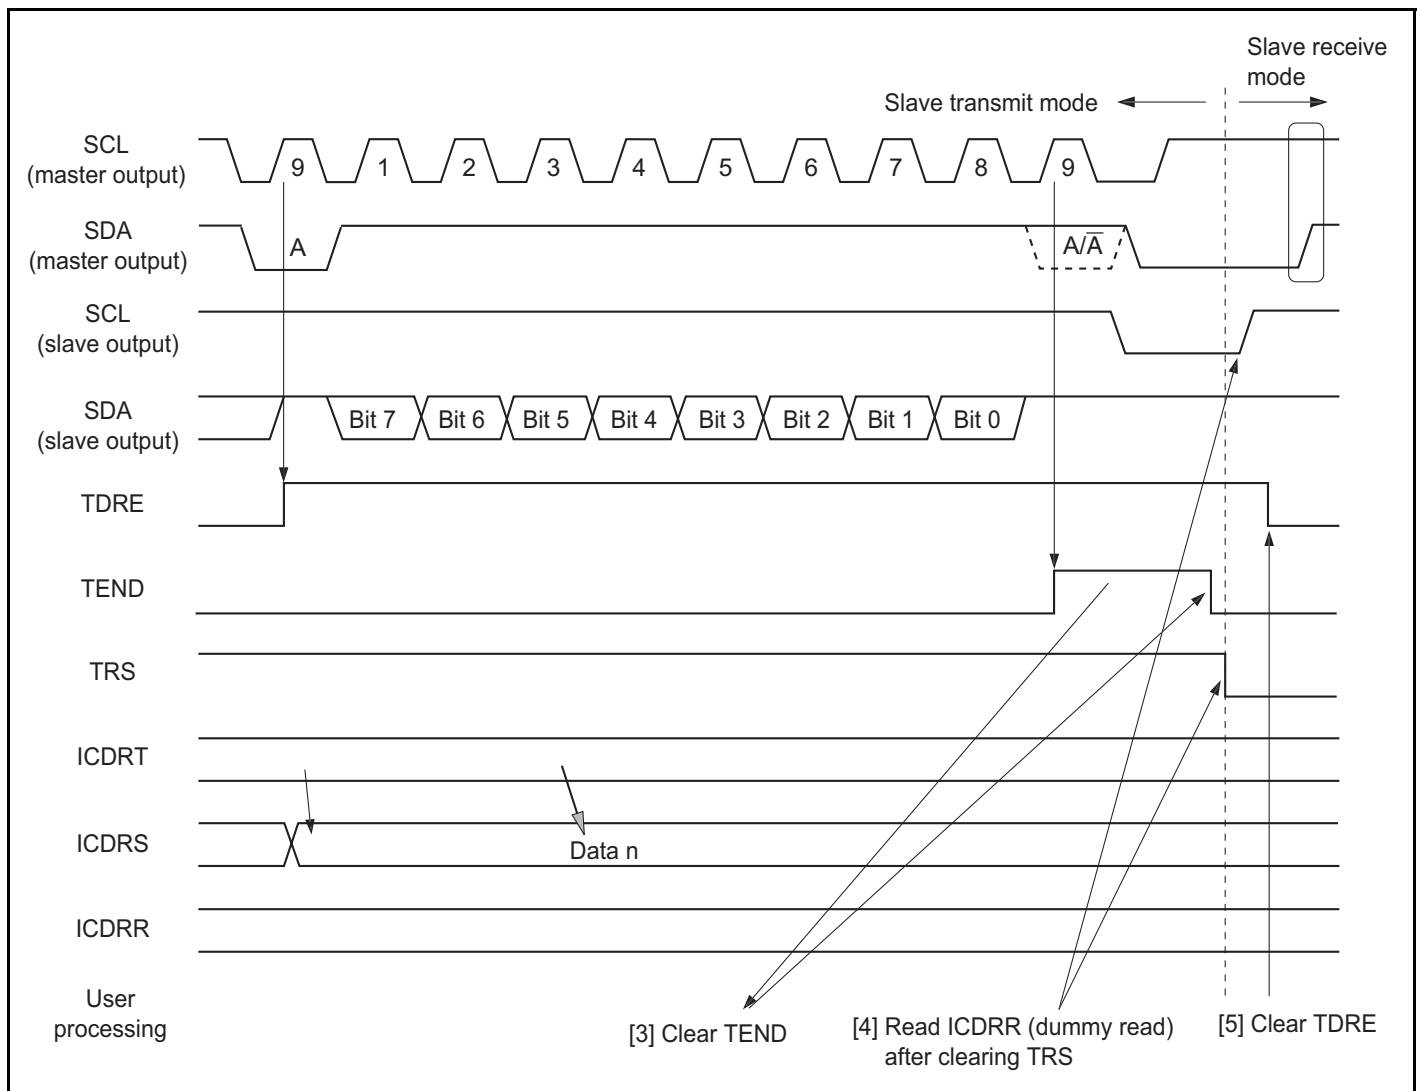 Slave receive
mode
Slave transmit mode
SCL
(master output)
9 1 2 3 4 5 6 7 8 9
SDA
(master output)
A A/A̅
SCL
(slave output)
SDA
(slave output)
Bit 7 Bit 6 Bit 5 Bit 4 Bit 3 Bit 2 Bit 1 Bit 0
TDRE
TEND
TRS
ICDRT
ICDRS
Data n
ICDRR
User
processing
[3] Clear TEND
[4] Read ICDRR (dummy read)
after clearing TRS
[5] Clear TDRE